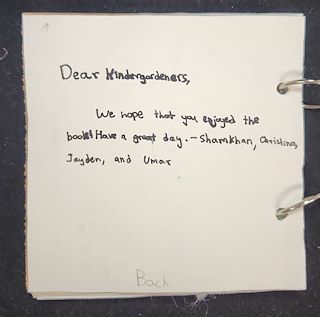 Dear Kindergardeners,
We hope that you enjoyed the
book! Have a great day. - Shamkhan, Christina,
Jayden, and Umar
Back